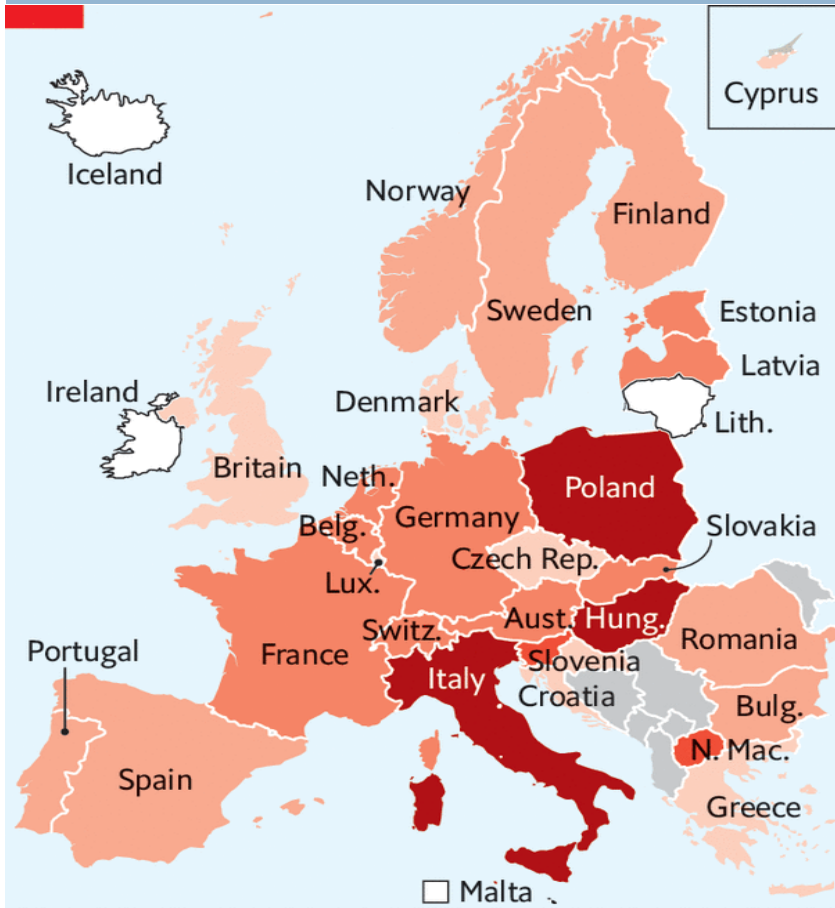 Cyprus
Iceland
Norway
Finland
Sweden
Estonia
Latvia
Ireland
Denmark
Lith.
Britain
Neth.
Poland
Germany
Belg.
Slovakia
Czech Rep.
Lux.
Aust.
Hung.
Switz.
Romania
Portugal
France
Slovenia
Italy
Croatia
Bulg.
N. Mac.
Spain
Greece
Malta